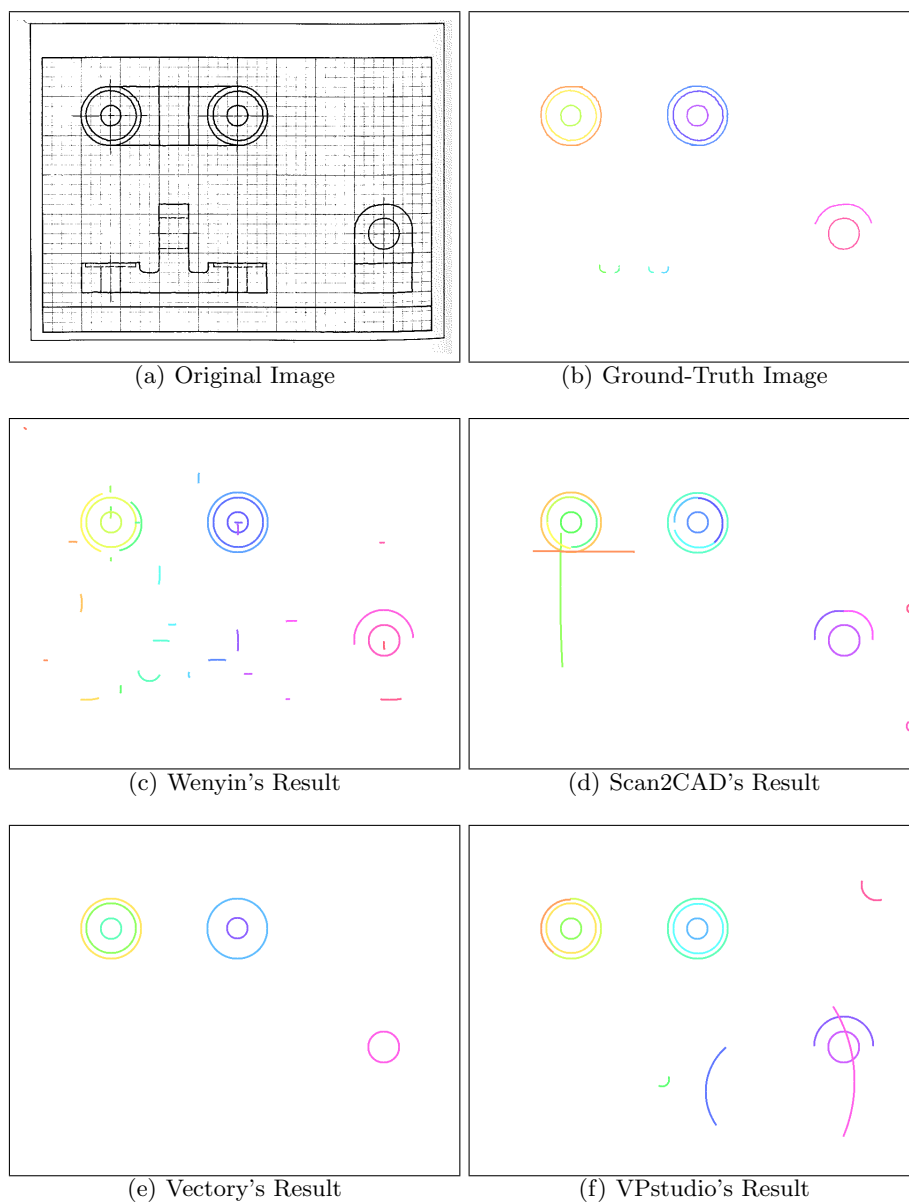 (a) Original Image
(b) Ground-Truth Image
(c) Wenyin's Result
(d) Scan2CAD's Result
(e) Vectory's Result
(f) VPstudio's Result